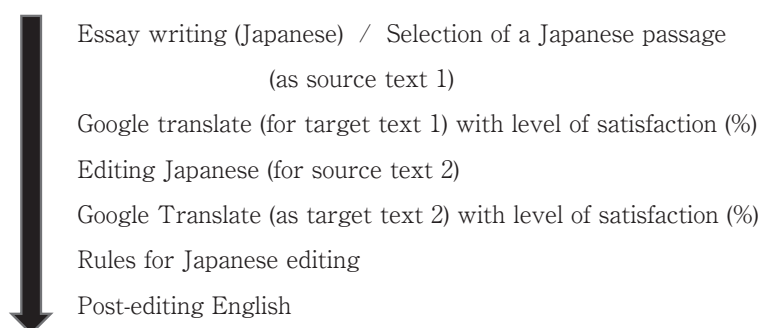 Essay writing (Japanese) / Selection of a Japanese passage
(as source text 1)
Google translate (for target text 1) with level of satisfaction (%)
Editing Japanese (for source text 2)
Google Translate (as target text 2) with level of satisfaction (%)
Rules for Japanese editing
Post-editing English